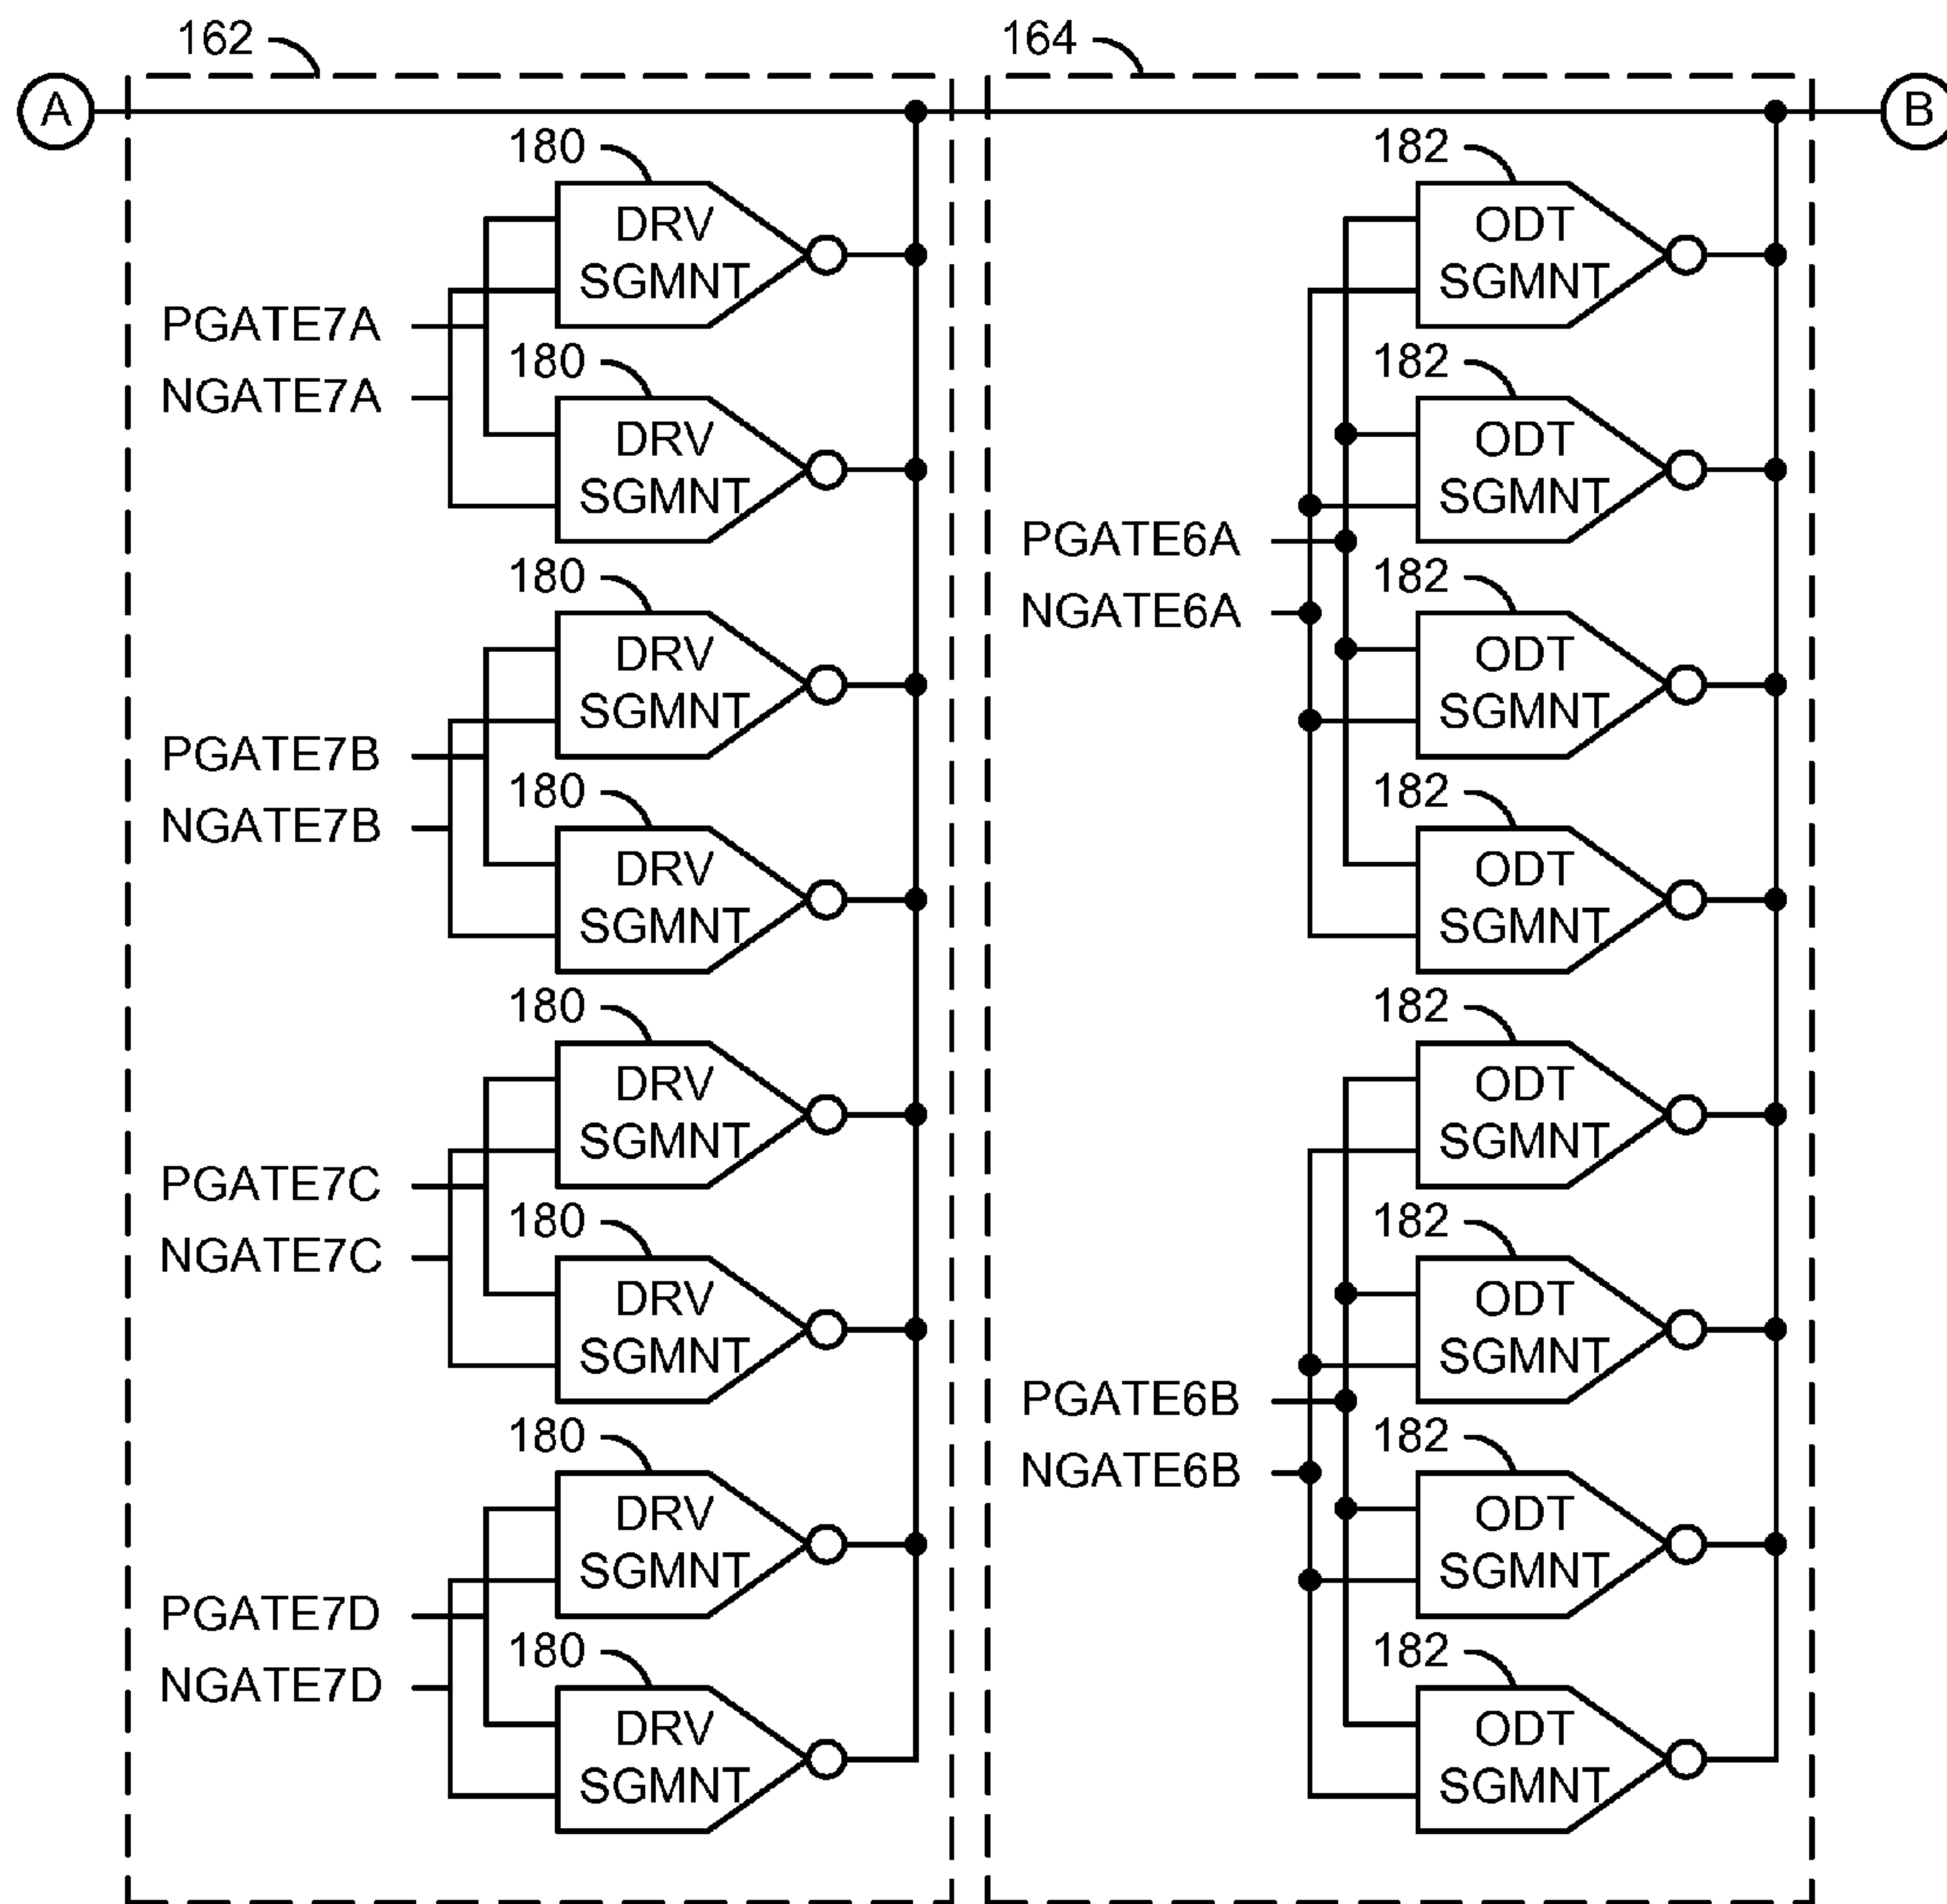 162
164
A
B
180
DRV
SGMNT
PGATE7A
NGATE7A
180
DRV
SGMNT
180
DRV
SGMNT
PGATE7B
NGATE7B
180
DRV
SGMNT
180
DRV
SGMNT
PGATE7C
NGATE7C
180
DRV
SGMNT
180
DRV
SGMNT
PGATE7D
NGATE7D
180
DRV
SGMNT
182
ODT
SGMNT
182
ODT
SGMNT
PGATE6A
NGATE6A
182
ODT
SGMNT
182
ODT
SGMNT
182
ODT
SGMNT
182
ODT
SGMNT
PGATE6B
NGATE6B
182
ODT
SGMNT
182
ODT
SGMNT